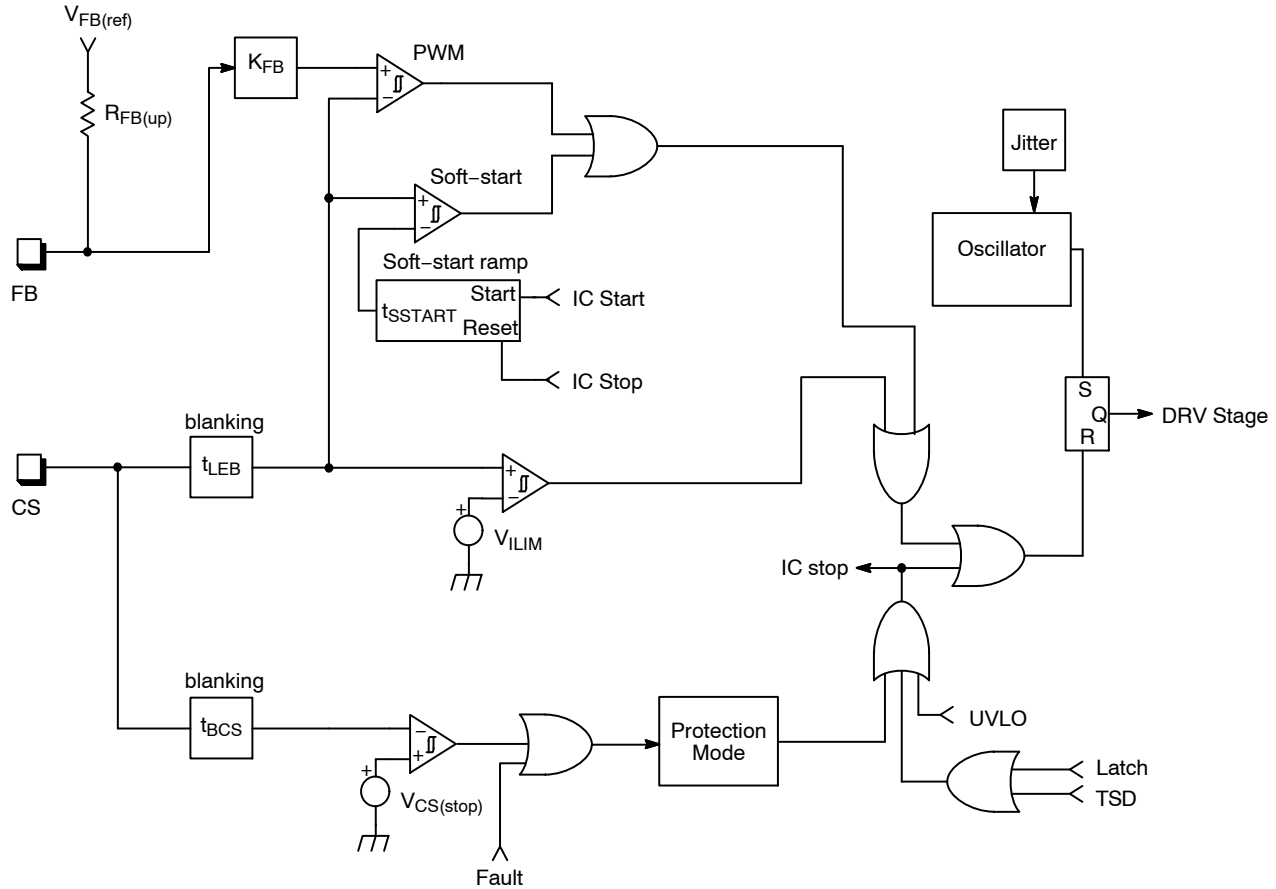 VFB(ref)
KFB
PWM
RFB(up)
+
−
Jitter
Soft−start
+
−
Oscillator
Soft−start ramp
FB
Start
IC Start
tSSTART
Reset
IC Stop
S
Q
R
DRV Stage
blanking
tLEB
CS
+
−
+
VILIM
IC stop
blanking
tBCS
−
+
+
VCS(stop)
Protection
Mode
UVLO
Latch
TSD
Fault